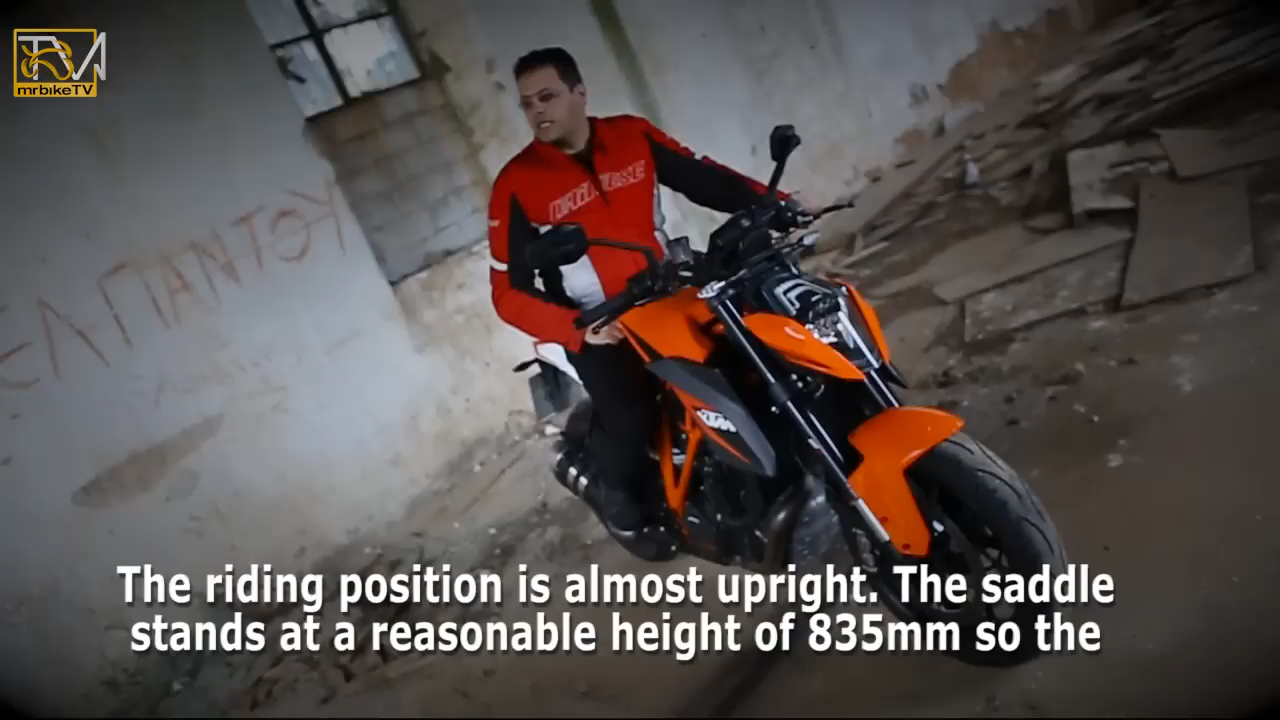 mrbikeTV
ΕΛΠΑΝΤΟΥ
KTM
The riding position is almost upright. The saddle
stands at a reasonable height of 835mm so the